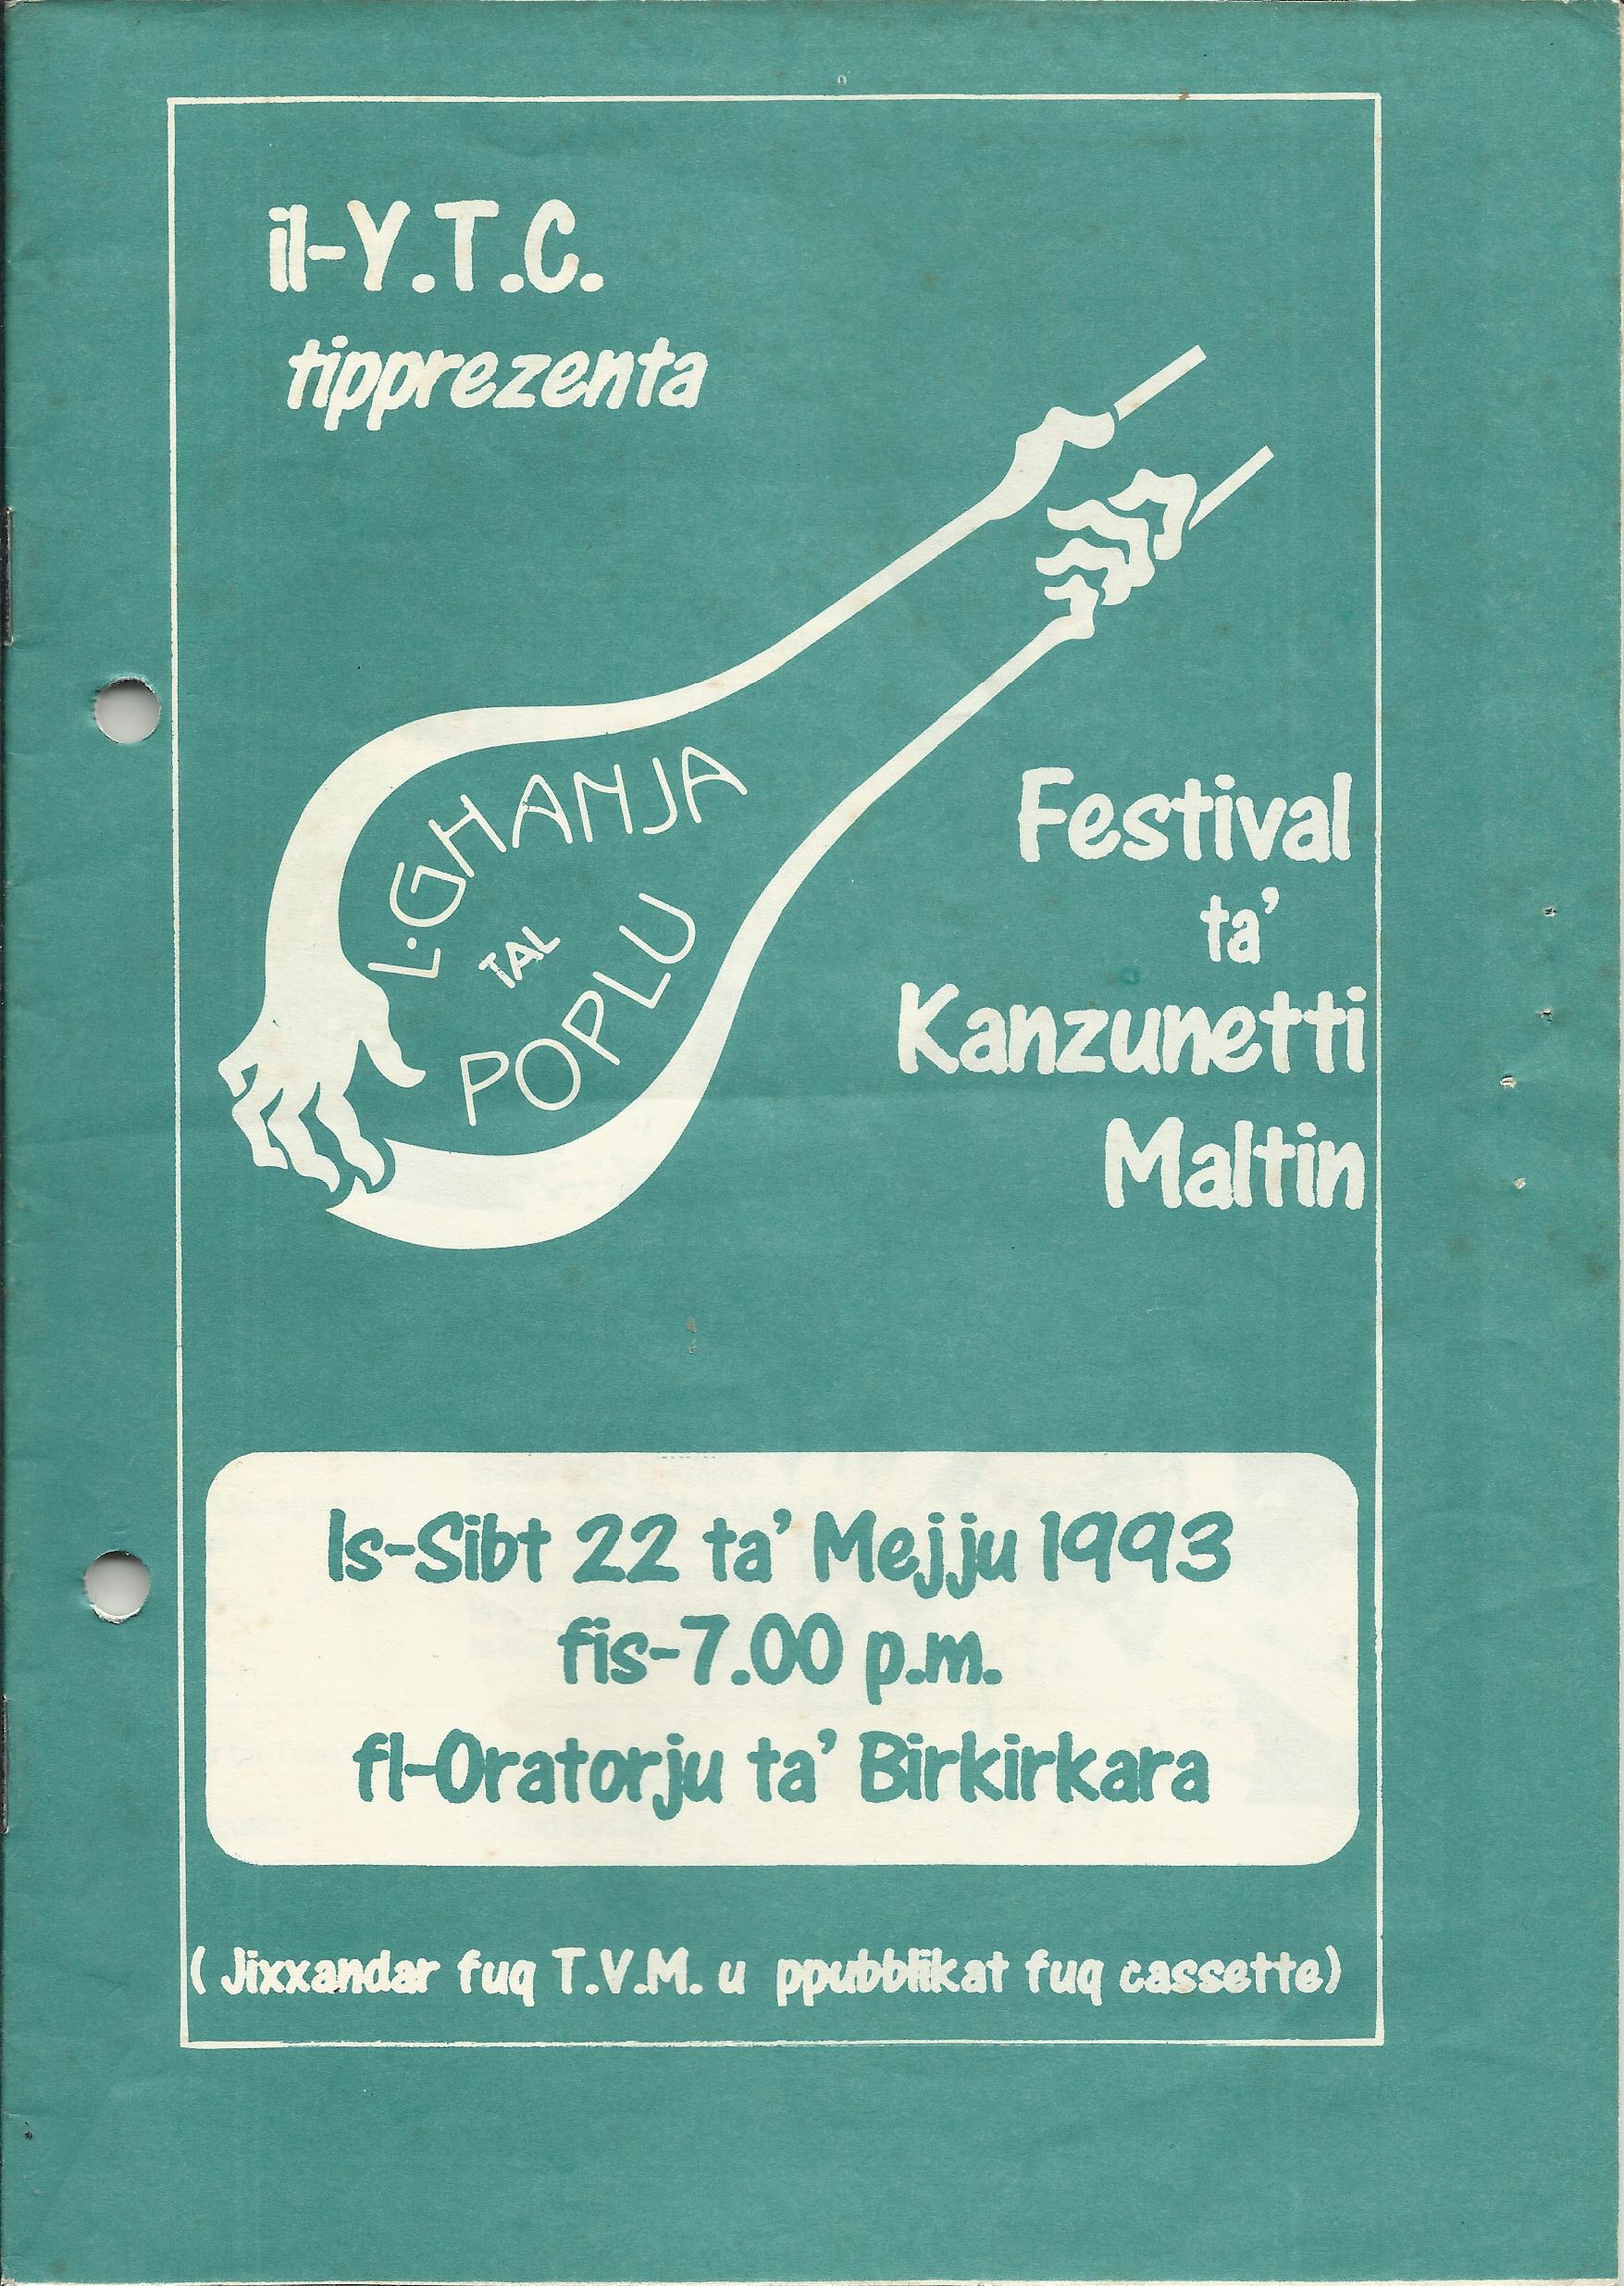 il-Y.T.C.
tipprezenta
L-GHANJA
TAL
POPLU
Festival
ta'
Kanzunetti
Maltin
Is-Sibt 22 ta' Mejju 1993
fis-7.00 p.m.
fl-Oratorju ta' Birkirkara
( Jixxandar fuq T.V.M. u ppubblikat fuq cassette)